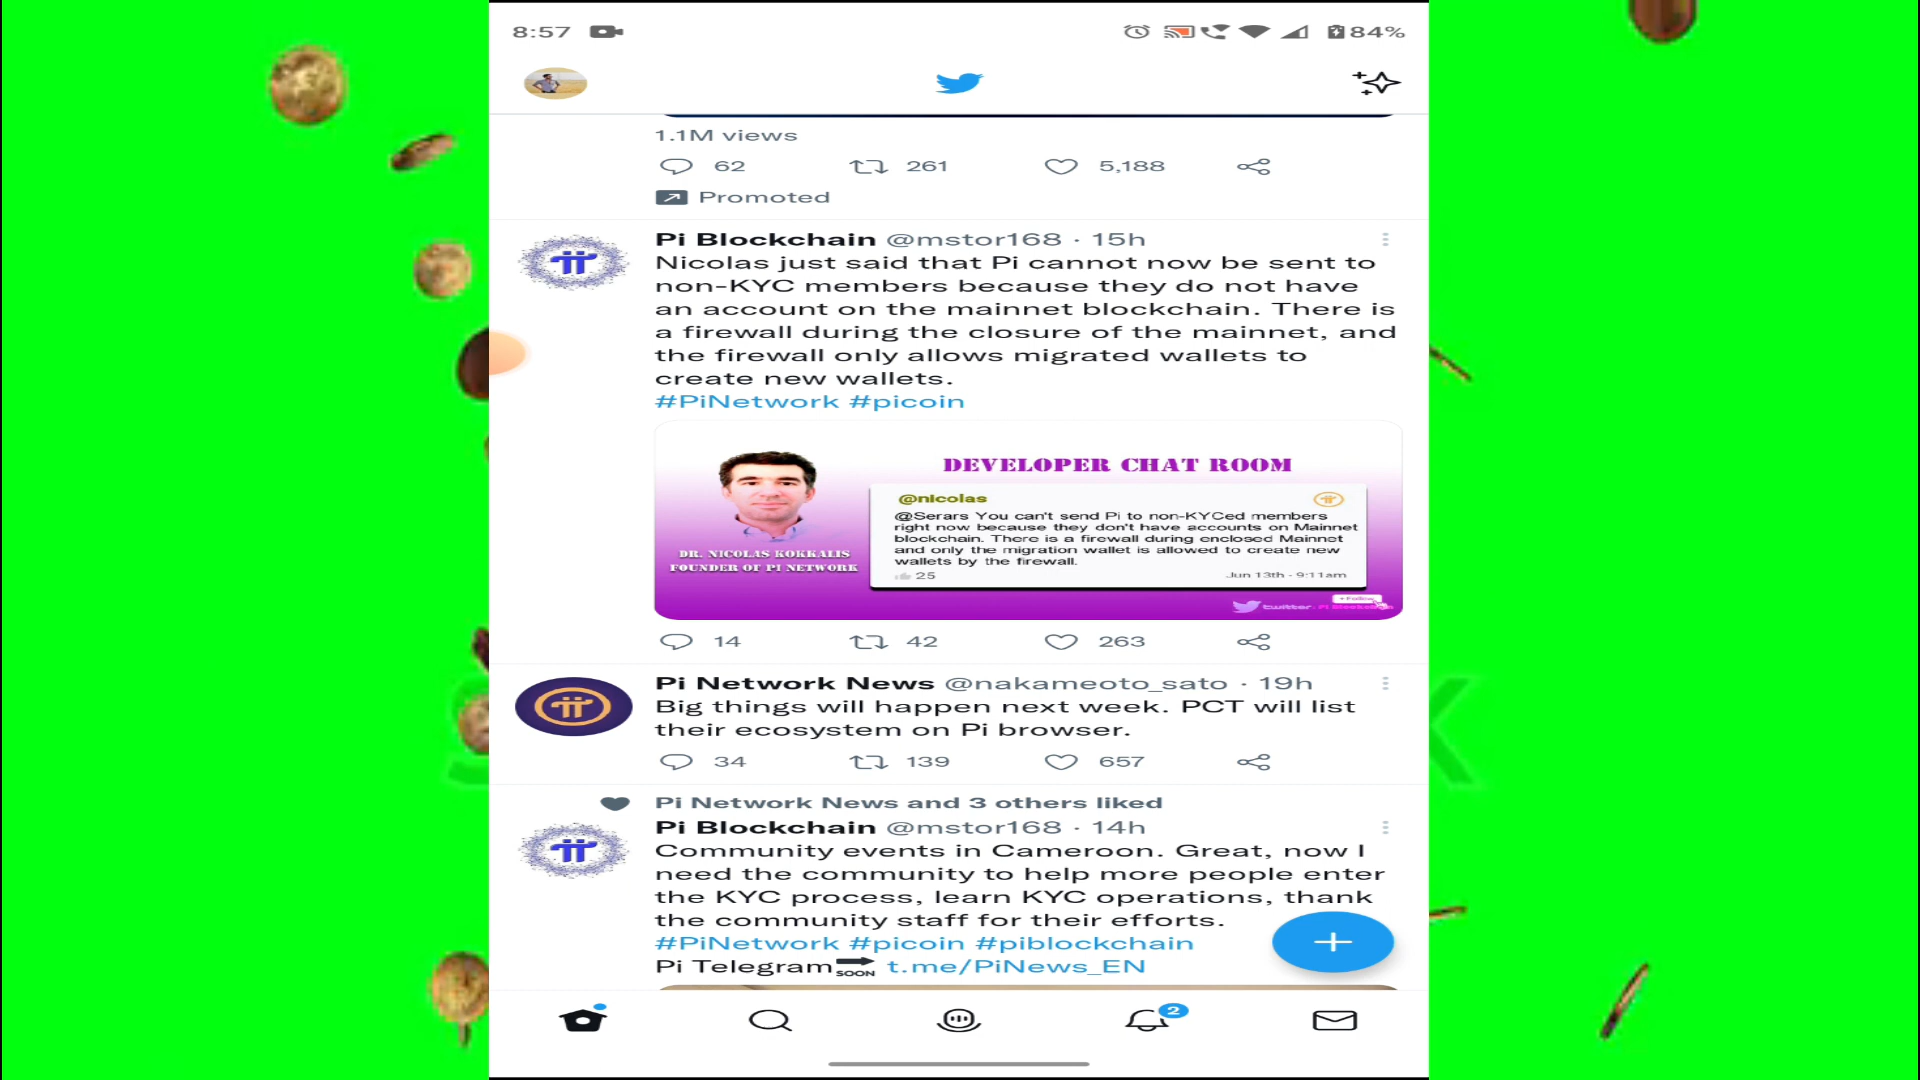 8:57
84%
1.1M views
62 261 5,188
Promoted
Pi Blockchain @mstor168 · 15h
Nicolas just said that Pi cannot now be sent to
non-KYC members because they do not have
an account on the mainnet blockchain. There is
a firewall during the closure of the mainnet, and
the firewall only allows migrated wallets to
create new wallets.
#PiNetwork #picoin
DEVELOPER CHAT ROOM
@nicolas
@Serars You can't send Pi to non-KYCed members
right now because they don't have accounts on Mainnet
blockchain. There is a firewall during enclosed Mainnet
and only the migration wallet is allowed to create new
wallets by the firewall.
25 Jun 13th - 9:11am
DR. NICOLAS KOKKALIS
FOUNDER OF PI NETWORK
+ Follow
twitter: Pi Blockchain
14 42 263
Pi Network News @nakameoto_sato · 19h
Big things will happen next week. PCT will list
their ecosystem on Pi browser.
34 139 657
Pi Network News and 3 others liked
Pi Blockchain @mstor168 · 14h
Community events in Cameroon. Great, now I
need the community to help more people enter
the KYC process, learn KYC operations, thank
the community staff for their efforts.
#PiNetwork #picoin #piblockchain
Pi Telegram SOON t.me/PiNews_EN
2